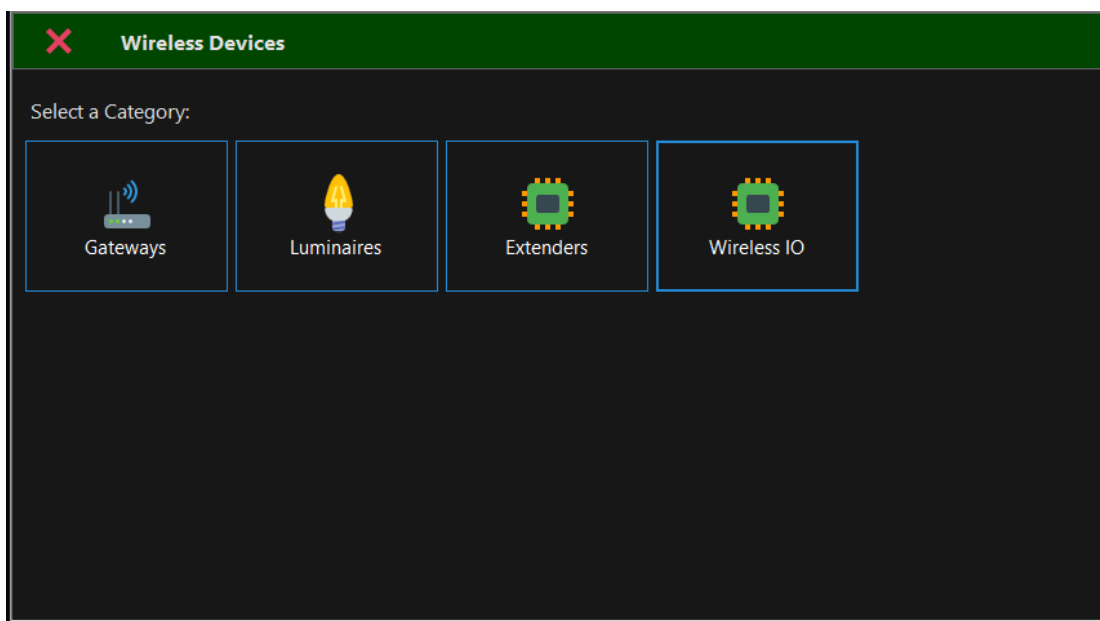 Wireless Devices
Select a Category:
Gateways
Luminaires
Extenders
Wireless IO